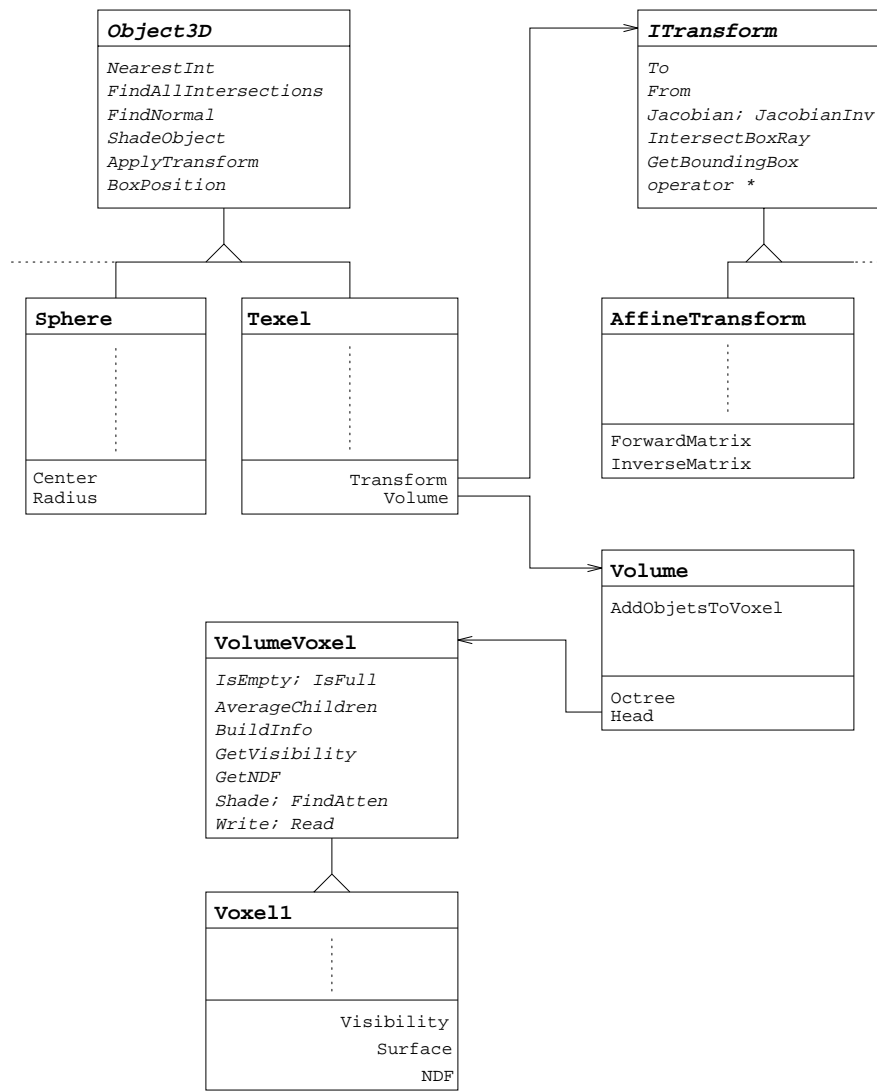 Object3D
NearestInt
FindAllIntersections
FindNormal
ShadeObject
ApplyTransform
BoxPosition
ITransform
To
From
Jacobian; JacobianInv
IntersectBoxRay
GetBoundingBox
operator *
Sphere
Center
Radius
Texel
Transform
Volume
AffineTransform
ForwardMatrix
InverseMatrix
Volume
AddObjetsToVoxel
Octree
Head
VolumeVoxel
IsEmpty; IsFull
AverageChildren
BuildInfo
GetVisibility
GetNDF
Shade; FindAtten
Write; Read
Voxel1
Visibility
Surface
NDF